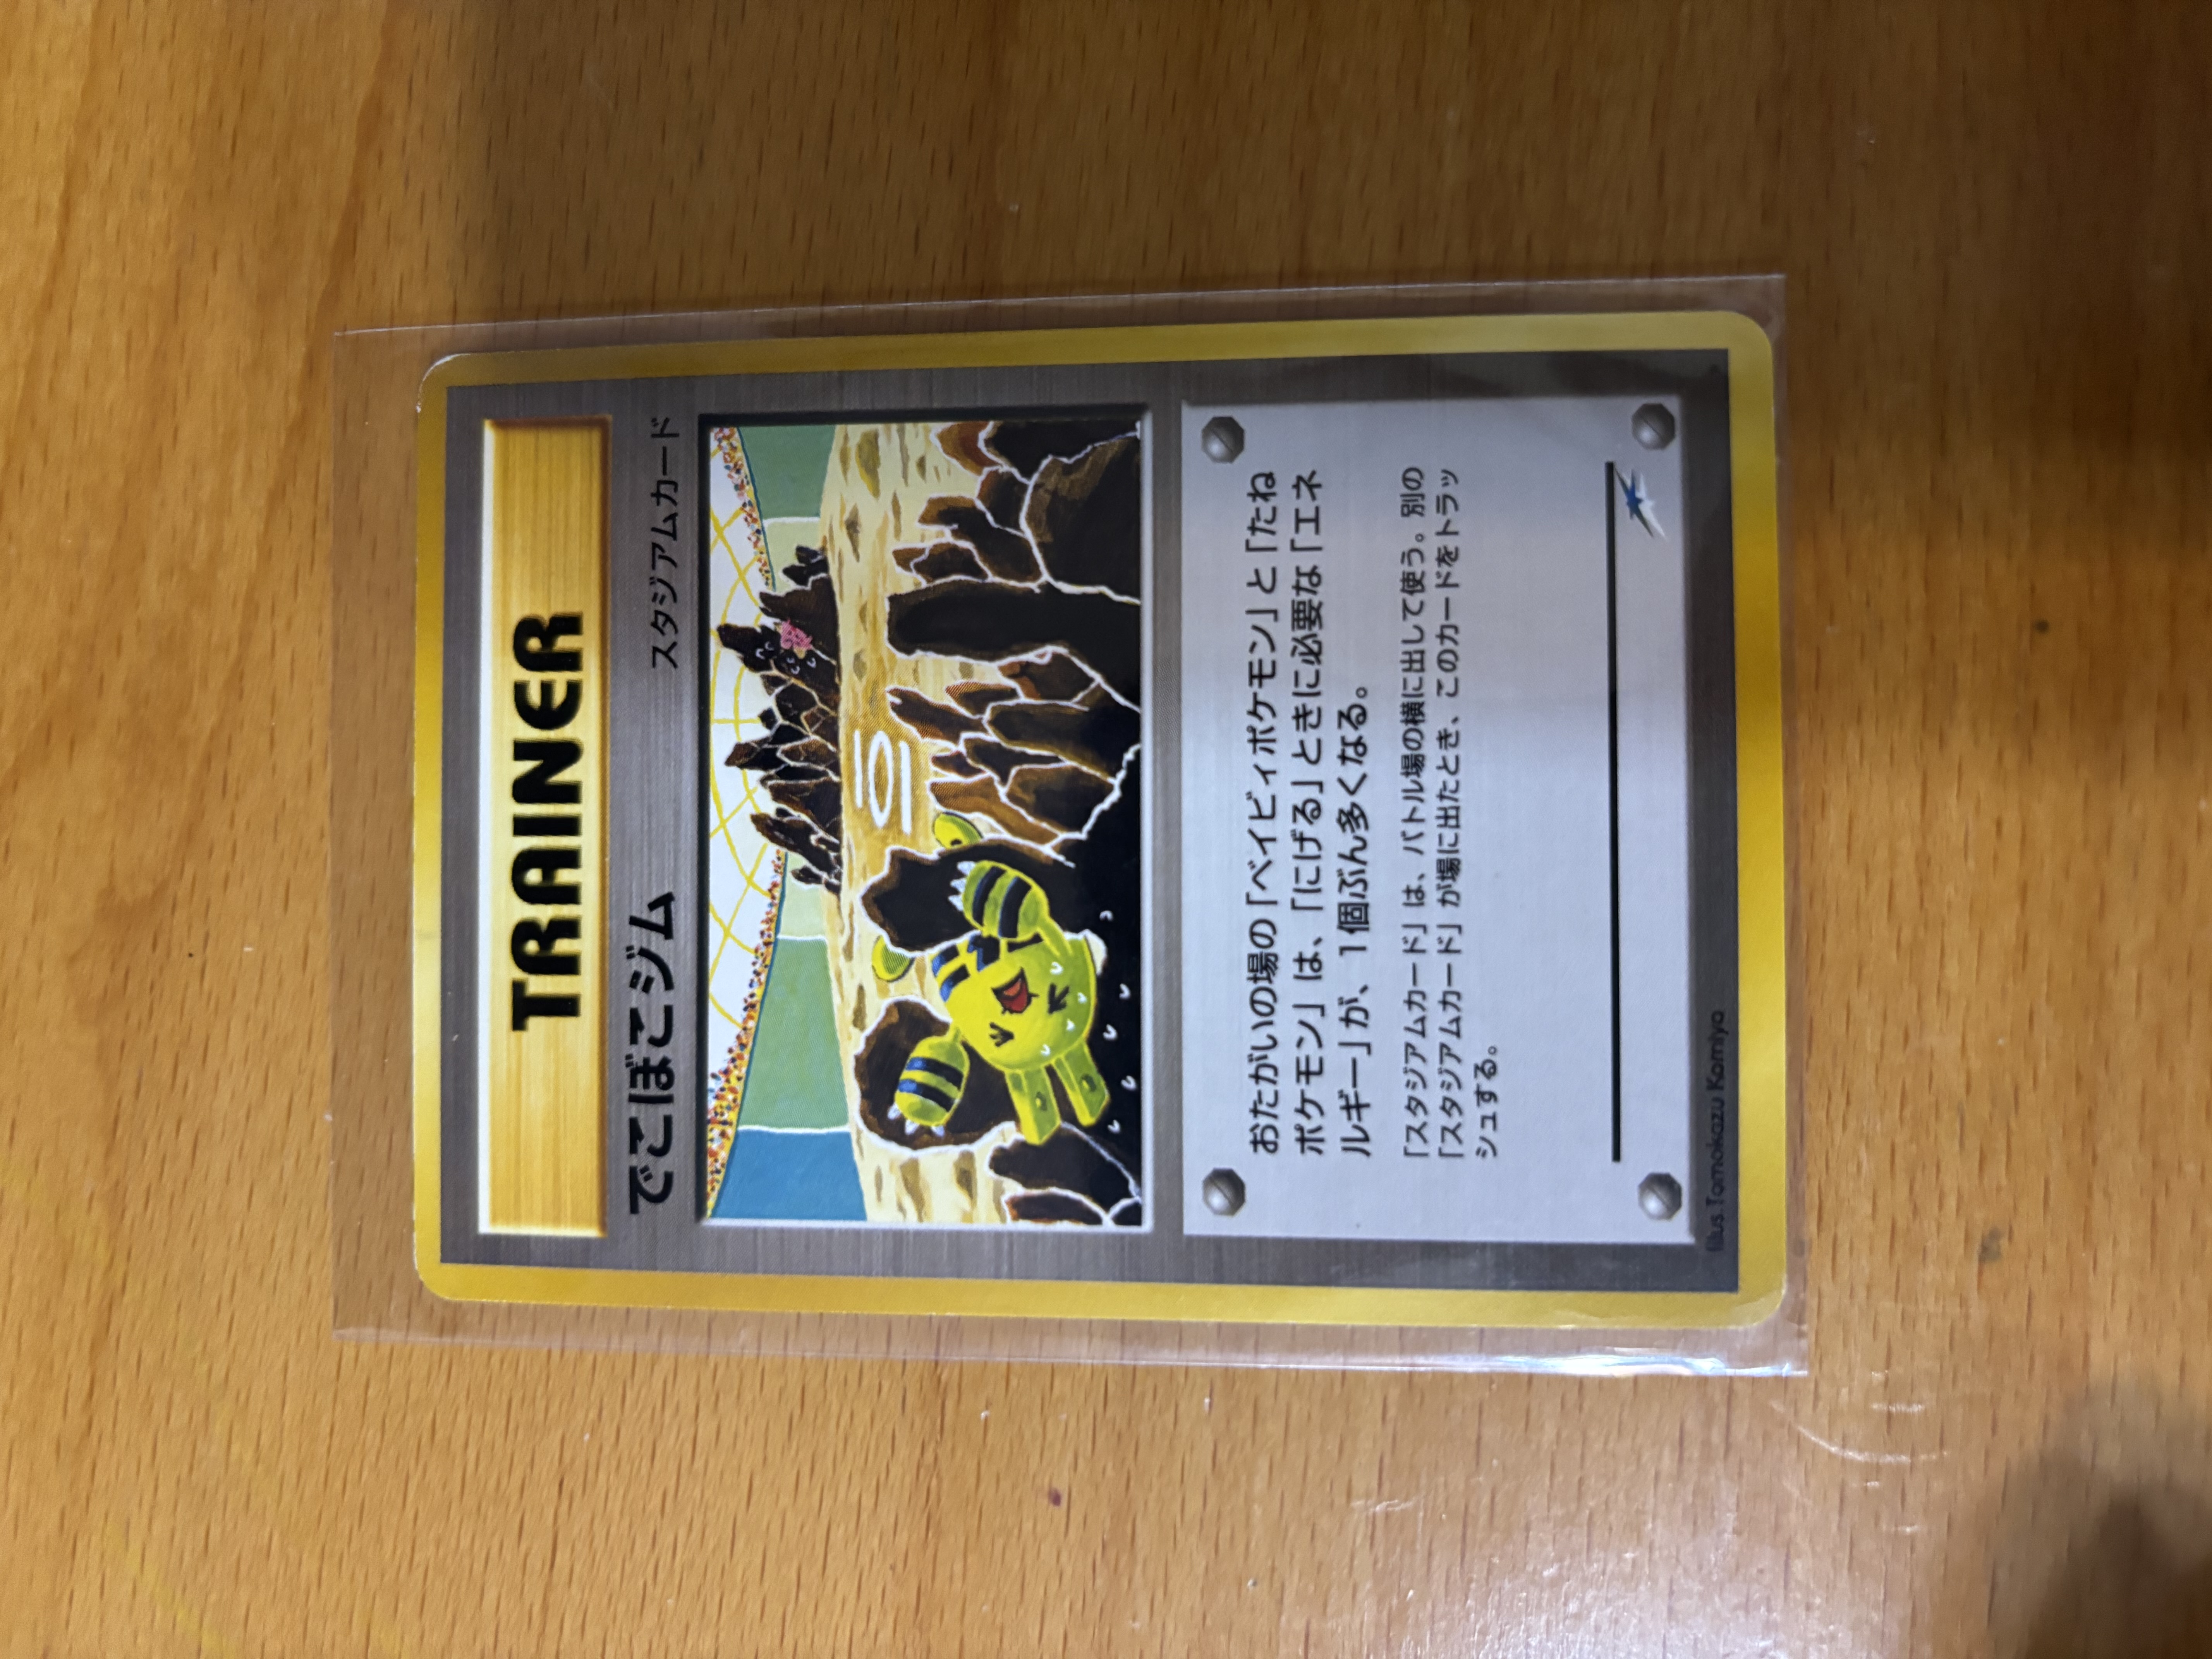 TRAINER
でこぼこジム
スタジアムカード
おたがいの場の「ベイビィポケモン」と「たね
ポケモン」は、「にげる」ときに必要な「エネ
ルギー」が、1個ぶん多くなる。
「スタジアムカード」は、バトル場の横に出して使う。別の
「スタジアムカード」が場に出たとき、このカードをトラッ
シュする。
Illus. Tomokazu Komiya